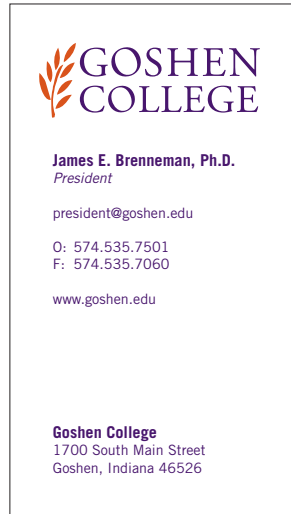 GOSHEN
COLLEGE
James E. Brenneman, Ph.D.
President
president@goshen.edu
O: 574.535.7501
F: 574.535.7060
www.goshen.edu
Goshen College
1700 South Main Street
Goshen, Indiana 46526